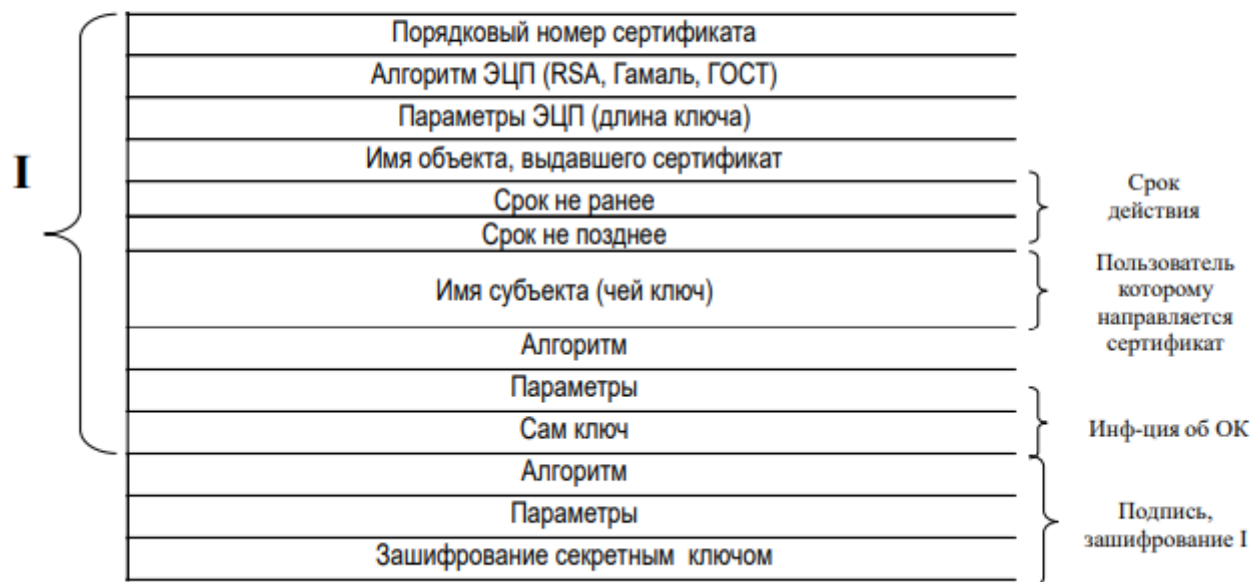 Порядковый номер сертификата
Алгоритм ЭЦП (RSA, Гамаль, ГОСТ)
Параметры ЭЦП (длина ключа)
Имя объекта, выдавшего сертификат
I
Срок не ранее
Срок не позднее
Срок
действия
Имя субъекта (чей ключ)
Пользователь
которому
направляется
сертификат
Алгоритм
Параметры
Сам ключ
Инф-ция об ОК
Алгоритм
Параметры
Зашифрование секретным ключом
Подпись,
зашифрование I